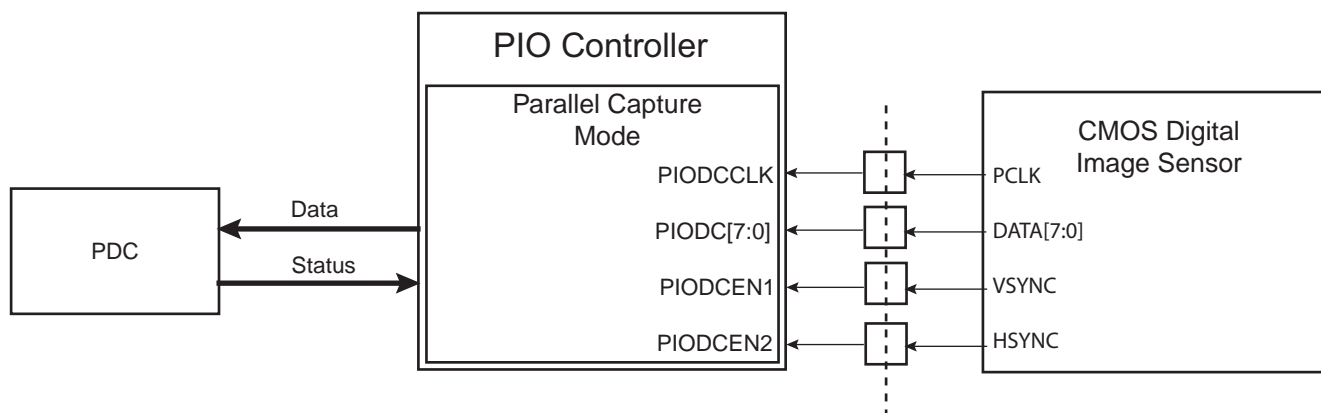 PIO Controller
Parallel Capture
Mode
PIODCCLK
PIODC[7:0]
PIODCEN1
PIODCEN2
PDC
Data
Status
CMOS Digital
Image Sensor
PCLK
DATA[7:0]
VSYNC
HSYNC